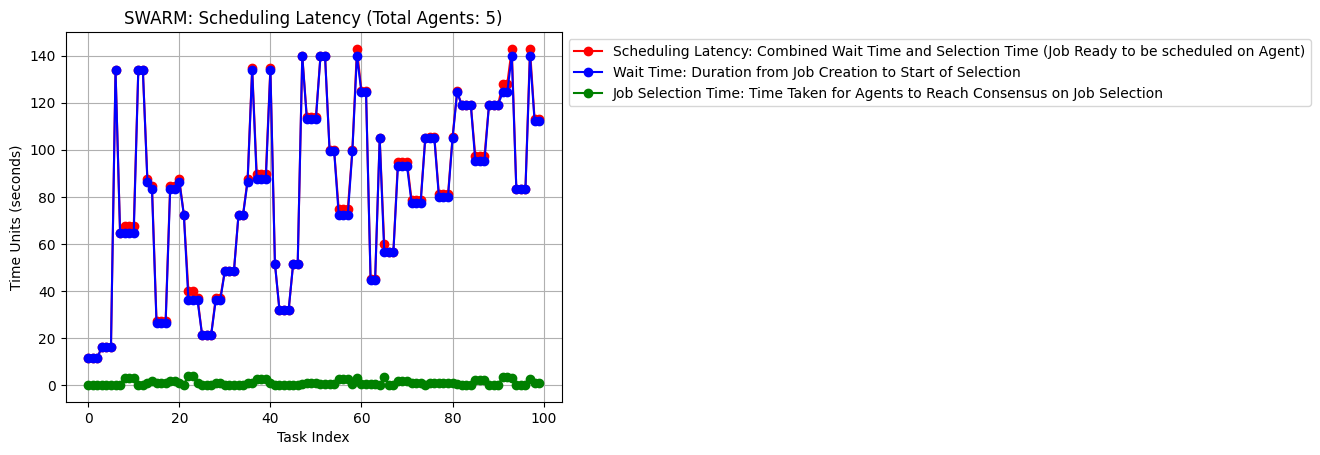 SWARM: Scheduling Latency (Total Agents: 5)
Scheduling Latency: Combined Wait Time and Selection Time (Job Ready to be scheduled on Agent)
Wait Time: Duration from Job Creation to Start of Selection
Job Selection Time: Time Taken for Agents to Reach Consensus on Job Selection
Time Units (seconds)
140
120
100
80
60
40
20
0
0 20 40 60 80 100
Task Index